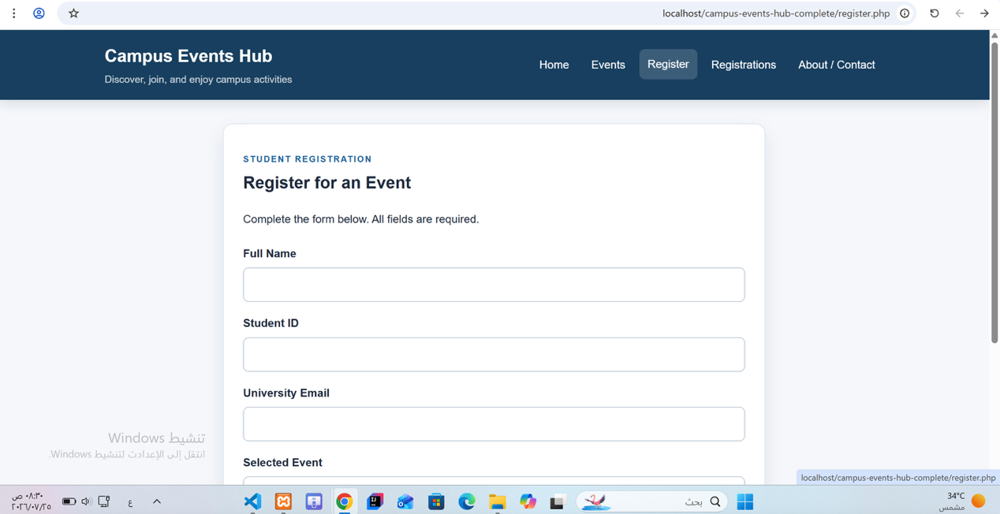 localhost/campus-events-hub-complete/register.php
Campus Events Hub
Discover, join, and enjoy campus activities
Home
Events
Register
Registrations
About / Contact
STUDENT REGISTRATION
Register for an Event
Complete the form below. All fields are required.
Full Name
Student ID
University Email
Selected Event
تنشيط Windows
انتقل إلى الإعدادت لتنشيط Windows.
localhost/campus-events-hub-complete/register.php
٠٨:٣٠ ص
٢٠٢٦/٠٧/٢٥
ع
بحث
34°C
مشمس